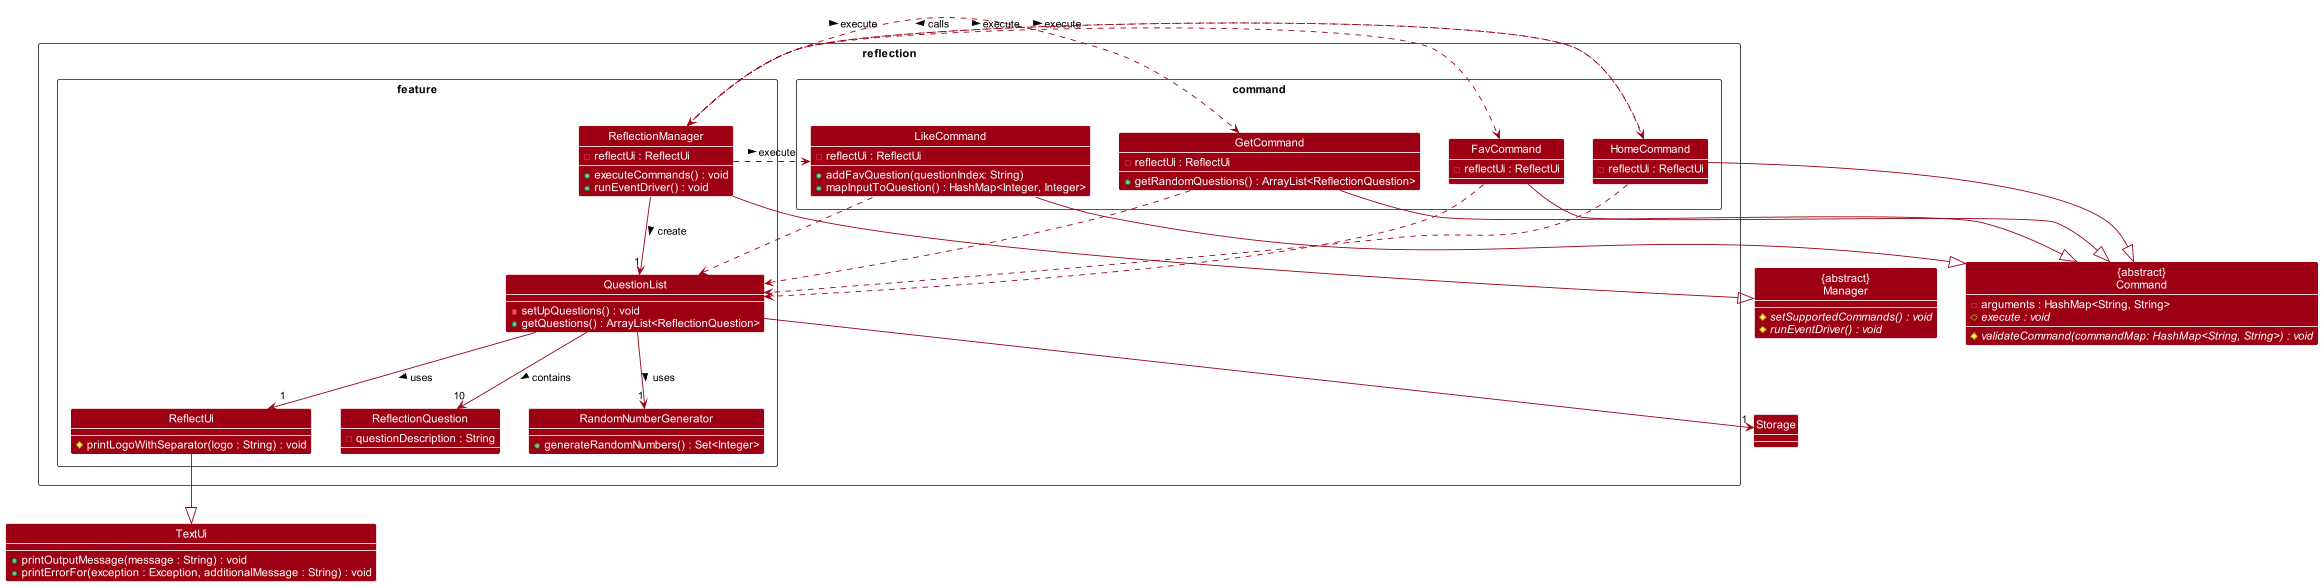 execute
calls
execute
execute
reflection
feature
command
ReflectionManager
reflectUi : ReflectUi
executeCommands() : void
runEventDriver() : void
execute
LikeCommand
reflectUi : ReflectUi
addFavQuestion(questionIndex: String)
mapInputToQuestion() : HashMap<Integer, Integer>
GetCommand
reflectUi : ReflectUi
getRandomQuestions() : ArrayList<ReflectionQuestion>
FavCommand
reflectUi : ReflectUi
HomeCommand
reflectUi : ReflectUi
create
1
QuestionList
setUpQuestions() : void
getQuestions() : ArrayList<ReflectionQuestion>
{abstract}
Manager
setSupportedCommands() : void
runEventDriver() : void
{abstract}
Command
arguments : HashMap<String, String>
execute : void
validateCommand(commandMap: HashMap<String, String>) : void
uses
contains
uses
1
10
1
1
ReflectUi
printLogoWithSeparator(logo : String) : void
ReflectionQuestion
questionDescription : String
RandomNumberGenerator
generateRandomNumbers() : Set<Integer>
Storage
TextUi
printOutputMessage(message : String) : void
printErrorFor(exception : Exception, additionalMessage : String) : void